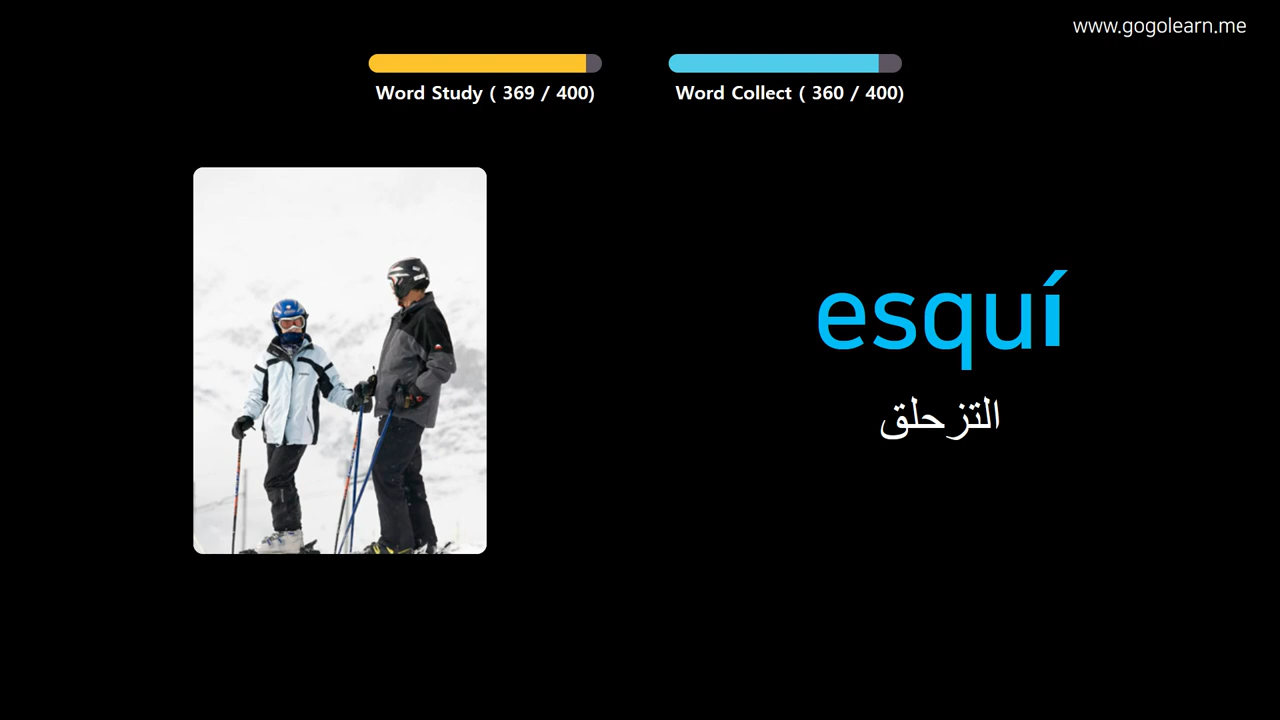 www.gogolearn.me
Word Study ( 369 / 400)
Word Collect ( 360 / 400)
esquí
التزحلق